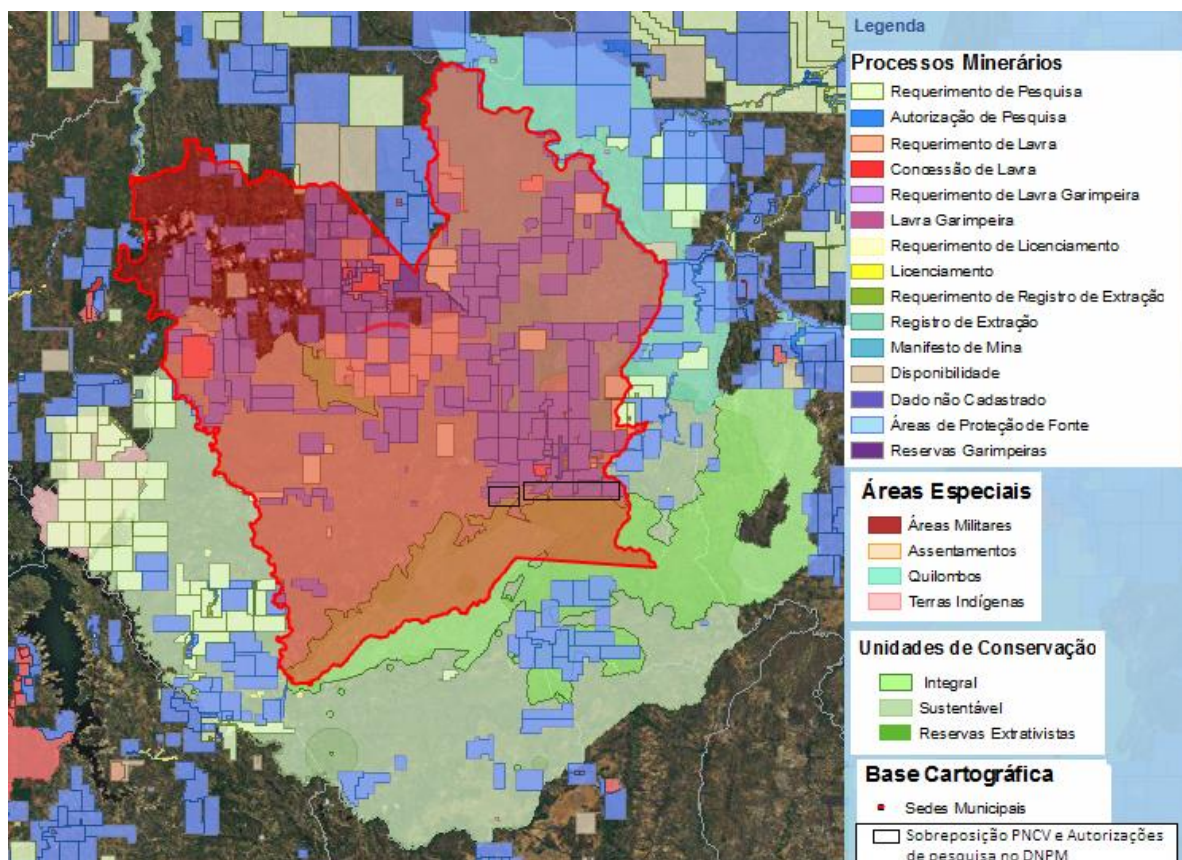 Legenda
Processos Minerários
Requerimento de Pesquisa
Autorização de Pesquisa
Requerimento de Lavra
Concessão de Lavra
Requerimento de Lavra Garimpeira
Lavra Garimpeira
Requerimento de Licenciamento
Licenciamento
Requerimento de Registro de Extração
Registro de Extração
Manifesto de Mina
Disponibilidade
Dado não Cadastrado
Áreas de Proteção de Fonte
Reservas Garimpeiras
Áreas Especiais
Áreas Militares
Assentamentos
Quilombos
Terras Indígenas
Unidades de Conservação
Integral
Sustentável
Reservas Extrativistas
Base Cartográfica
Sedes Municipais
Sobreposição PNCV e Autorizações
de pesquisa no DNPM